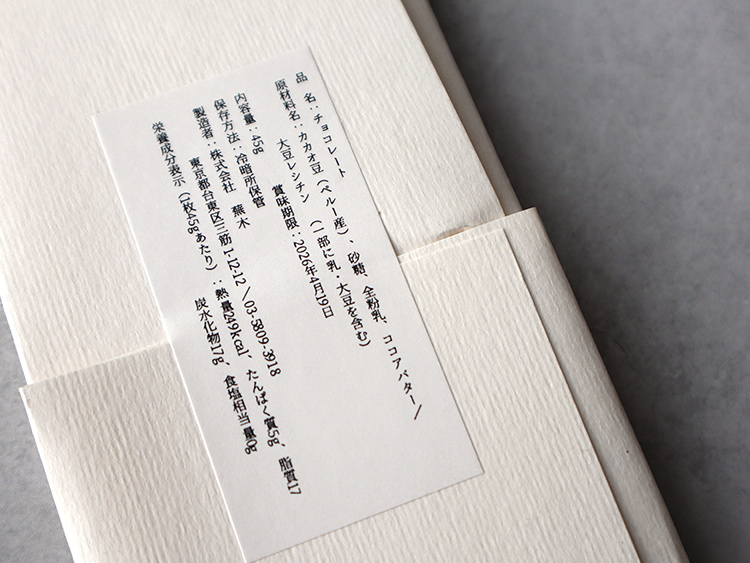 品　名：チョコレート
原材料名：カカオ豆（ペルー産）、砂糖、全粉乳、ココアバター／
大豆レシチン　（一部に乳・大豆を含む）
内容量：45g　賞味期限：2026年4月19日
保存方法：冷暗所保管
製造者：株式会社　蕪木
東京都台東区三筋1-12-12／03-5809-3918
栄養成分表示（1枚45gあたり）：熱量249kcal、たんぱく質5g、脂質17
炭水化物17g、食塩相当量0g